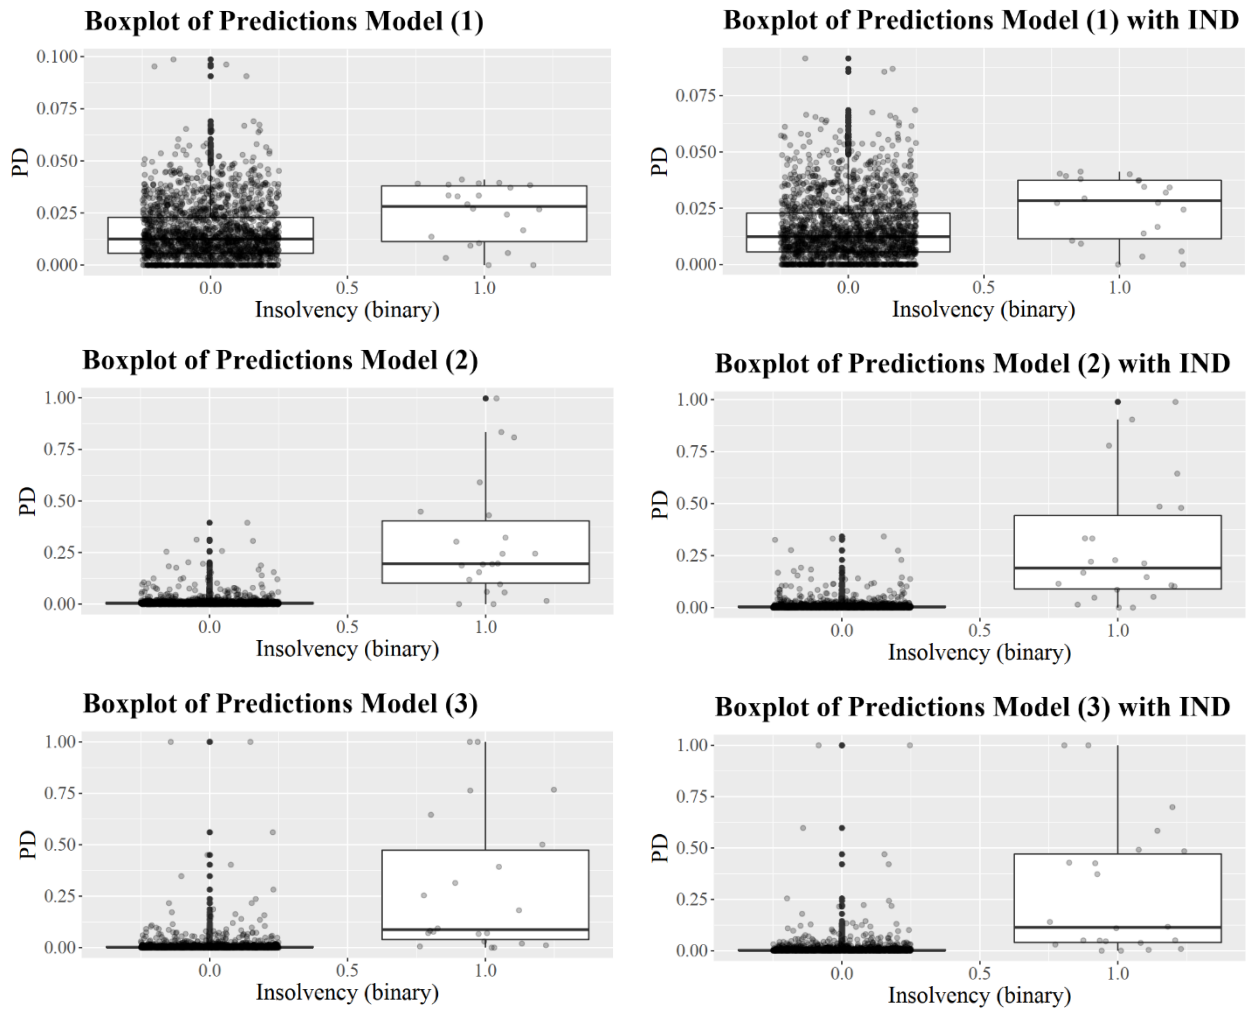 Boxplot of Predictions Model (1)
0.100
0.075
0.050
0.025
0.000
PD
0.0 0.5 1.0
Insolvency (binary)
Boxplot of Predictions Model (1) with IND
0.075
0.050
0.025
0.000
PD
0.0 0.5 1.0
Insolvency (binary)
Boxplot of Predictions Model (2)
1.00
0.75
0.50
0.25
0.00
PD
0.0 0.5 1.0
Insolvency (binary)
Boxplot of Predictions Model (2) with IND
1.00
0.75
0.50
0.25
0.00
PD
0.0 0.5 1.0
Insolvency (binary)
Boxplot of Predictions Model (3)
1.00
0.75
0.50
0.25
0.00
PD
0.0 0.5 1.0
Insolvency (binary)
Boxplot of Predictions Model (3) with IND
1.00
0.75
0.50
0.25
0.00
PD
0.0 0.5 1.0
Insolvency (binary)